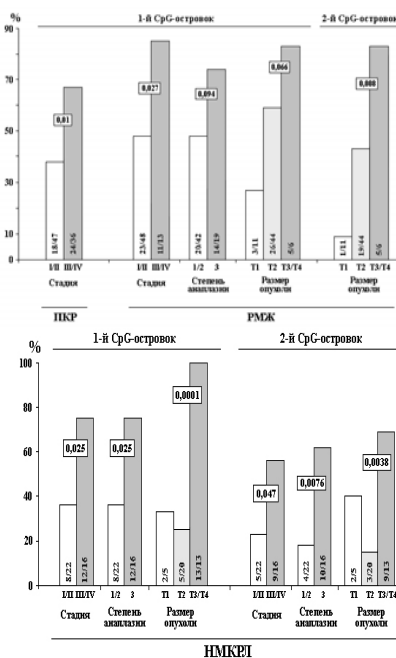 % 1-й CpG-островок 2-й CpG-островок
90
70
50
30
10
0
0,01 0,027 0,094 0,066 0,008
18/47 24/36 23/48 11/13 20/42 14/19 3/11 26/44 5/6 1/11 19/44 5/6
I/II III/IV I/II III/IV 1/2 3 T1 T2 T3/T4 T1 T2 T3/T4
Стадия Стадия Степень анаплазии Размер опухоли Размер опухоли
ПКР РМЖ
% 1-й CpG-островок 2-й CpG-островок
100
80
60
40
20
0
0,025 0,025 0,0001 0,047 0,0076 0,0038
8/22 12/16 8/22 12/16 2/5 5/20 13/13 5/22 9/16 4/22 10/16 2/5 3/20 9/13
I/II III/IV 1/2 3 T1 T2 T3/T4 I/II III/IV 1/2 3 T1 T2 T3/T4
Стадия Степень анаплазии Размер опухоли Стадия Степень анаплазии Размер опухоли
НМКРЛ